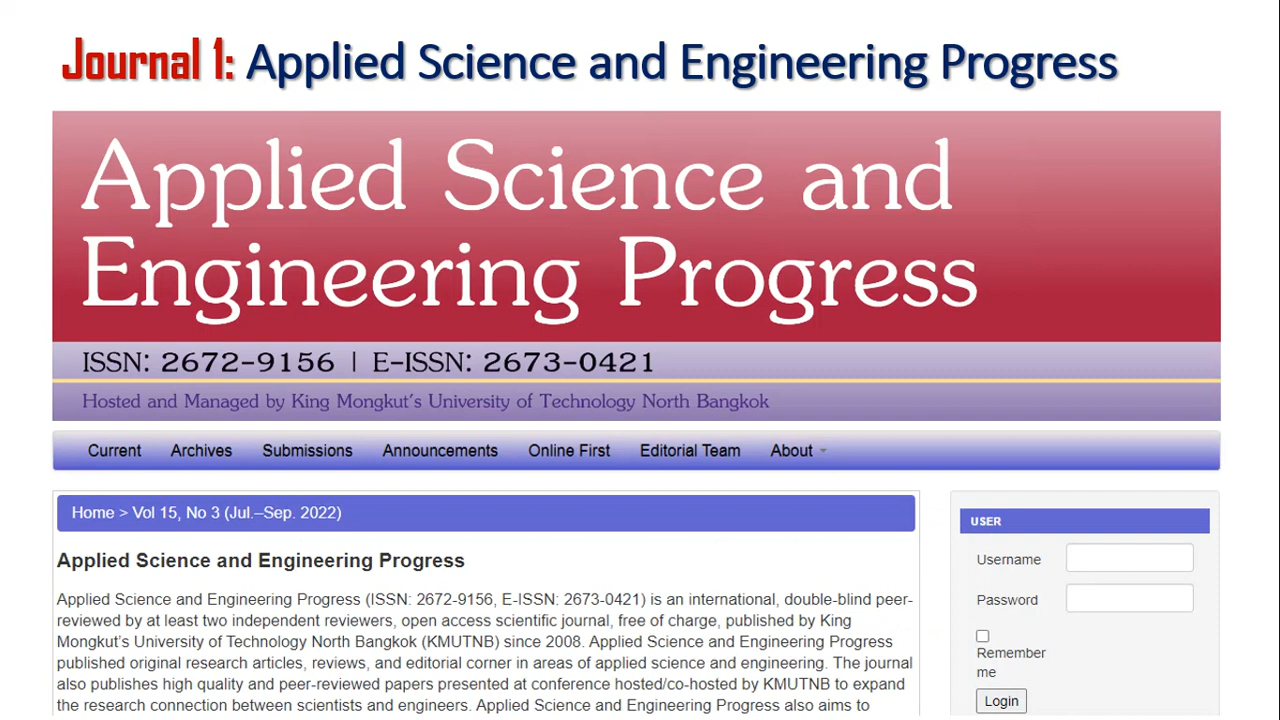 Journal 1: Applied Science and Engineering Progress
Applied Science and
Engineering Progress
ISSN: 2672-9156 | E-ISSN: 2673-0421
Hosted and Managed by King Mongkut's University of Technology North Bangkok
Current Archives Submissions Announcements Online First Editorial Team About
Home > Vol 15, No 3 (Jul.–Sep. 2022)
Applied Science and Engineering Progress
Applied Science and Engineering Progress (ISSN: 2672-9156, E-ISSN: 2673-0421) is an international, double-blind peer-
reviewed by at least two independent reviewers, open access scientific journal, free of charge, published by King
Mongkut's University of Technology North Bangkok (KMUTNB) since 2008. Applied Science and Engineering Progress
published original research articles, reviews, and editorial corner in areas of applied science and engineering. The journal
also publishes high quality and peer-reviewed papers presented at conference hosted/co-hosted by KMUTNB to expand
the research connection between scientists and engineers. Applied Science and Engineering Progress also aims to
USER
Username
Password
Remember
me
Login